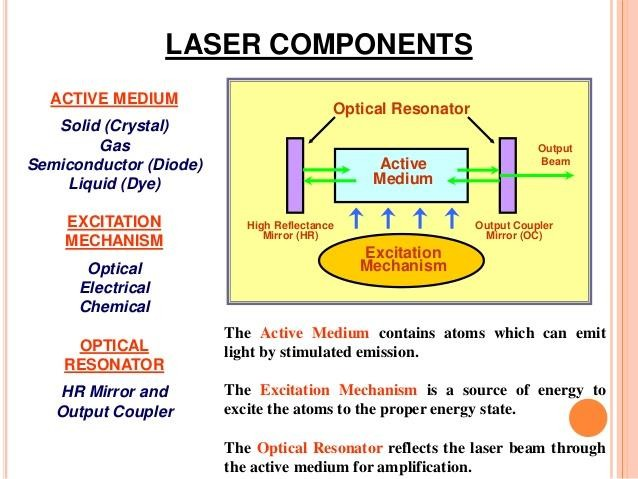 LASER COMPONENTS
ACTIVE MEDIUM
Solid (Crystal)
Gas
Semiconductor (Diode)
Liquid (Dye)
EXCITATION
MECHANISM
Optical
Electrical
Chemical
OPTICAL
RESONATOR
HR Mirror and
Output Coupler
Optical Resonator
Active
Medium
Output
Beam
High Reflectance
Mirror (HR)
Output Coupler
Mirror (OC)
Excitation
Mechanism
The Active Medium contains atoms which can emit
light by stimulated emission.
The Excitation Mechanism is a source of energy to
excite the atoms to the proper energy state.
The Optical Resonator reflects the laser beam through
the active medium for amplification.